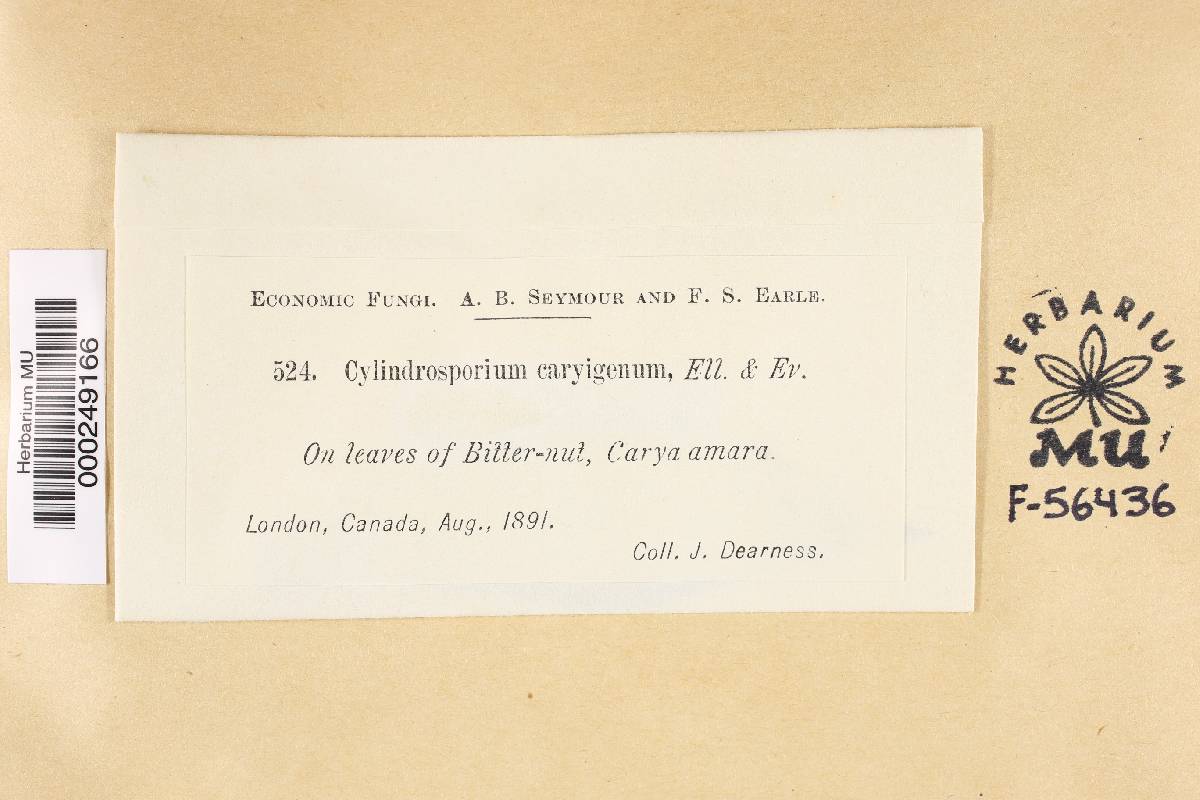 ECONOMIC FUNGI. A. B. SEYMOUR AND F. S. EARLE.
524. Cylindrosporium caryigenum, Ell. & Ev.
On leaves of Bitter-nut, Carya amara.
London, Canada, Aug., 1891.
Coll. J. Dearness.
Herbarium MU
000249166
HERBARIUM
MU
F-56436